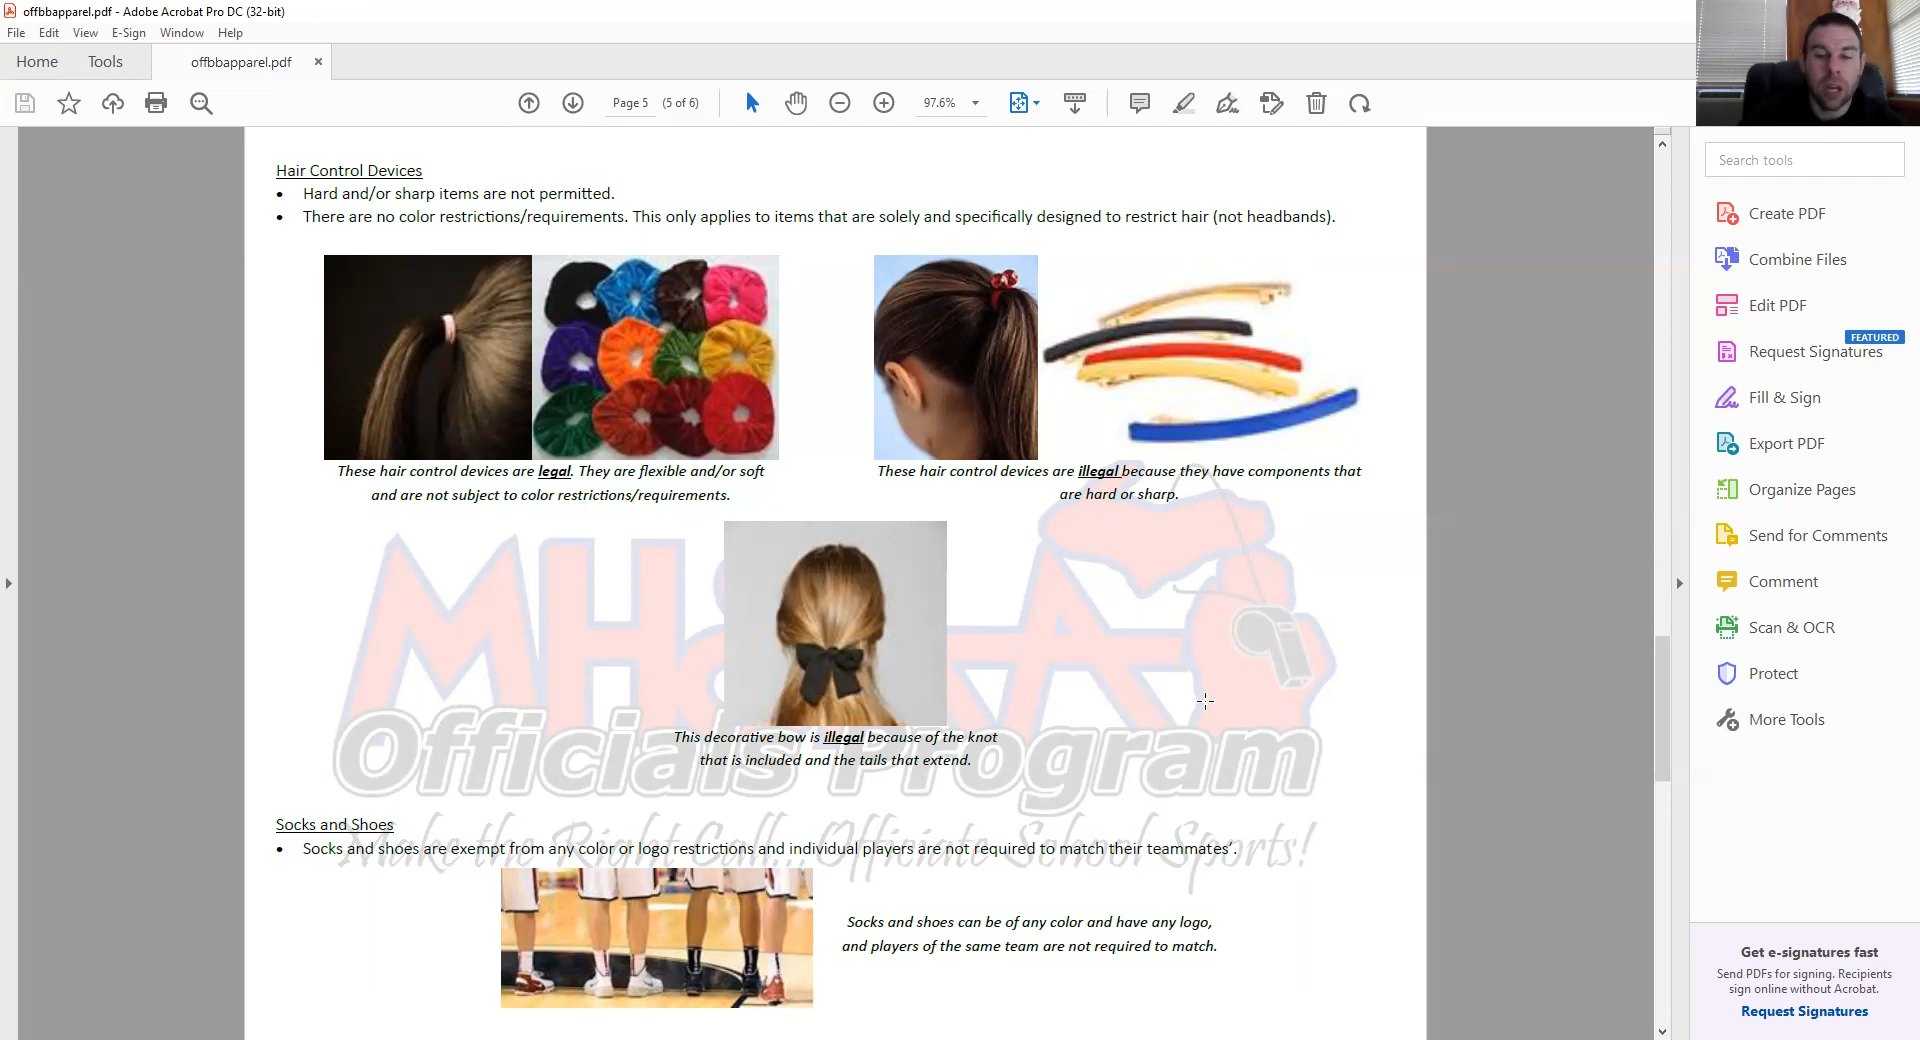 offbbapparel.pdf - Adobe Acrobat Pro DC (32-bit)
File Edit View E-Sign Window Help
Home Tools offbbapparel.pdf ×
Page 5 (5 of 6) 97.6%
Hair Control Devices
• Hard and/or sharp items are not permitted.
• There are no color restrictions/requirements. This only applies to items that are solely and specifically designed to restrict hair (not headbands).
These hair control devices are legal. They are flexible and/or soft
and are not subject to color restrictions/requirements.
These hair control devices are illegal because they have components that
are hard or sharp.
This decorative bow is illegal because of the knot
that is included and the tails that extend.
Officials Program
Make the Right Call...Officiate School Sports!
Socks and Shoes
• Socks and shoes are exempt from any color or logo restrictions and individual players are not required to match their teammates’.
Socks and shoes can be of any color and have any logo,
and players of the same team are not required to match.
Search tools
Create PDF
Combine Files
Edit PDF
FEATURED
Request Signatures
Fill & Sign
Export PDF
Organize Pages
Send for Comments
Comment
Scan & OCR
Protect
More Tools
Get e-signatures fast
Send PDFs for signing. Recipients
sign online without Acrobat.
Request Signatures